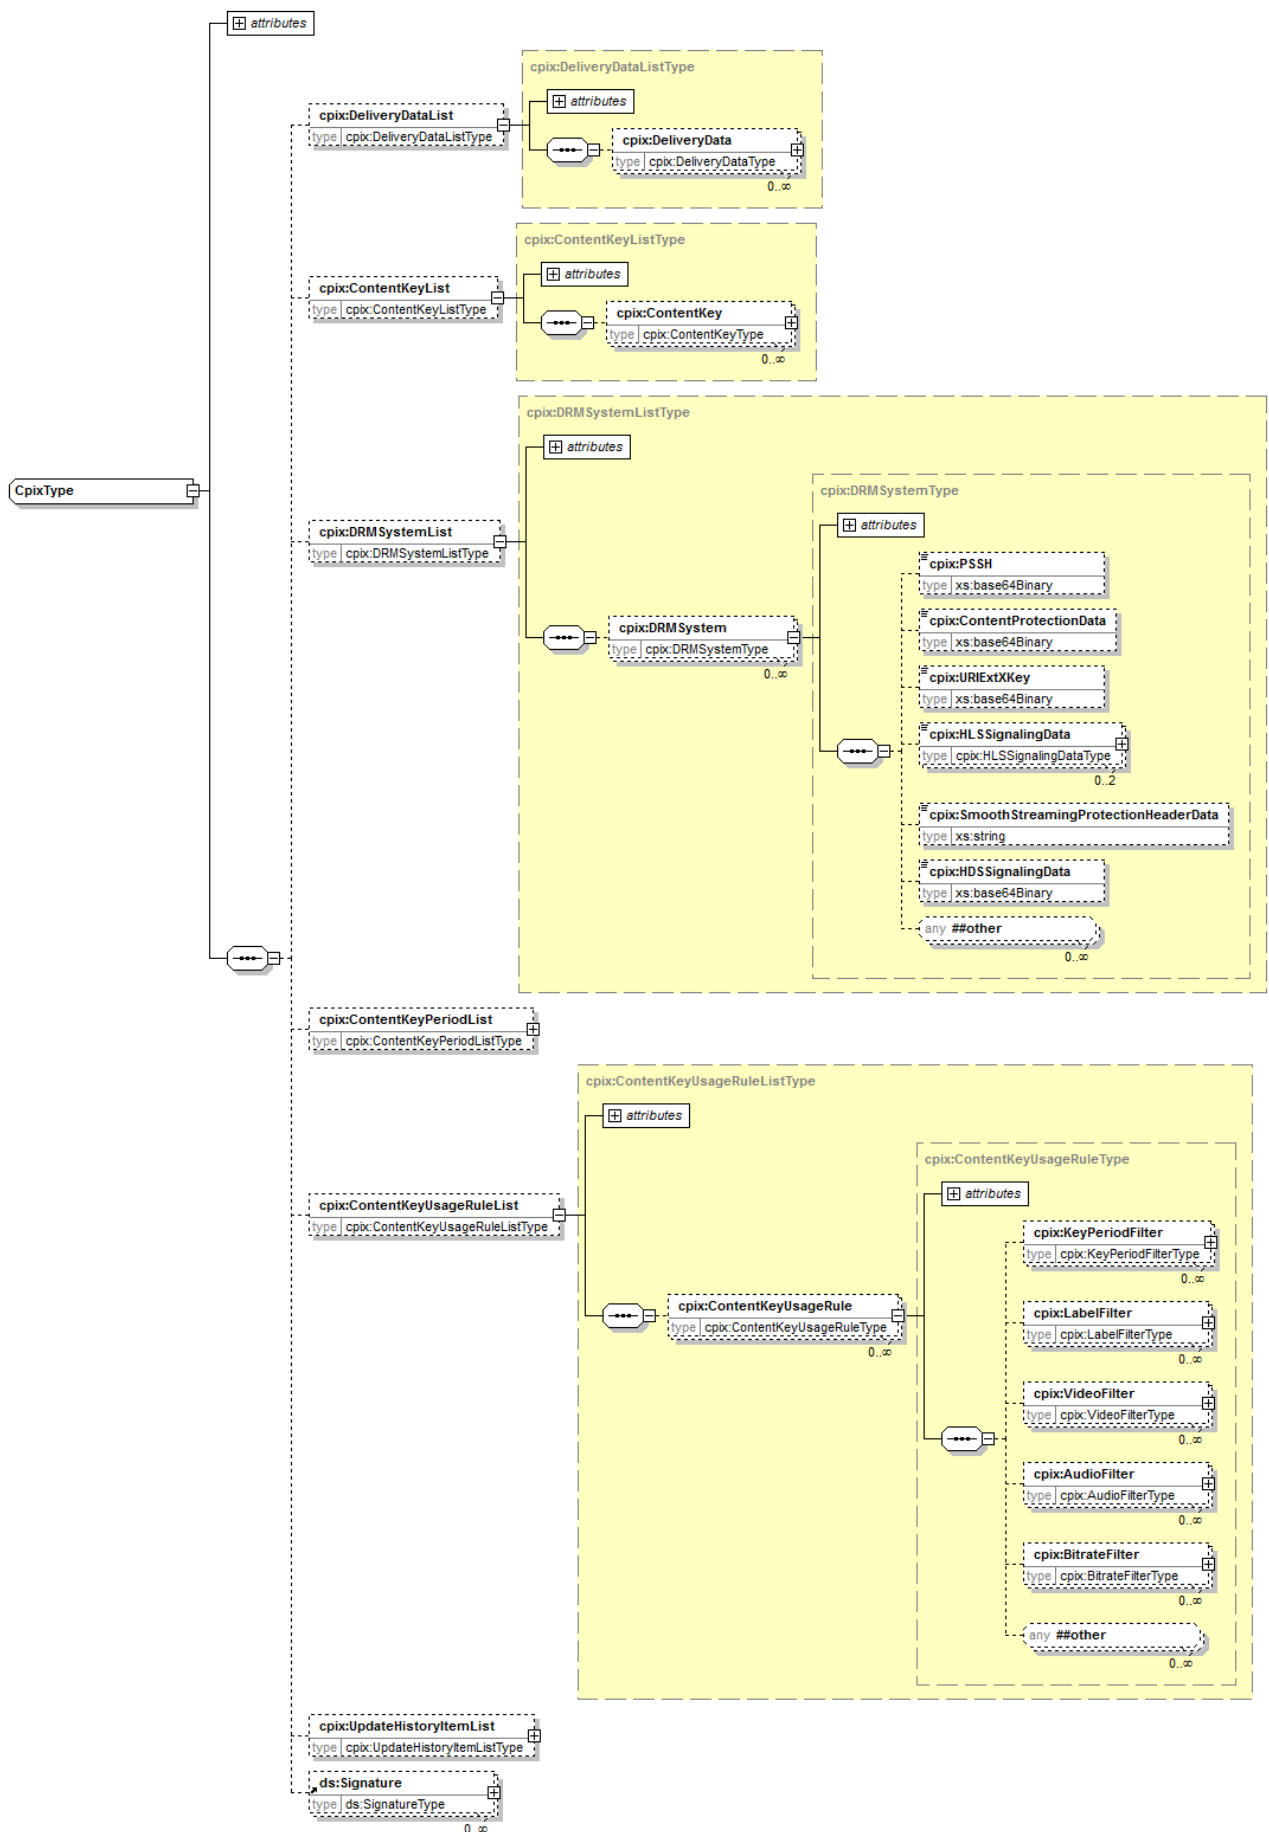 attributes
cpix:DeliveryDataListType
attributes
cpix:DeliveryDataList
type cpix:DeliveryDataListType
cpix:DeliveryData
type cpix:DeliveryDataType
0..∞
cpix:ContentKeyListType
attributes
cpix:ContentKeyList
type cpix:ContentKeyListType
cpix:ContentKey
type cpix:ContentKeyType
0..∞
cpix:DRMSystemListType
attributes
CpixType
cpix:DRMSystemList
type cpix:DRMSystemListType
cpix:DRMSystem
type cpix:DRMSystemType
0..∞
cpix:DRMSystemType
attributes
cpix:PSSH
type xs:base64Binary
cpix:ContentProtectionData
type xs:base64Binary
cpix:URIExtXKey
type xs:base64Binary
cpix:HLSSignalingData
type cpix:HLSSignalingDataType
0..2
cpix:SmoothStreamingProtectionHeaderData
type xs:string
cpix:HDSSignalingData
type xs:base64Binary
any ##other
0..∞
cpix:ContentKeyPeriodList
type cpix:ContentKeyPeriodListType
cpix:ContentKeyUsageRuleListType
attributes
cpix:ContentKeyUsageRuleList
type cpix:ContentKeyUsageRuleListType
cpix:ContentKeyUsageRule
type cpix:ContentKeyUsageRuleType
0..∞
cpix:ContentKeyUsageRuleType
attributes
cpix:KeyPeriodFilter
type cpix:KeyPeriodFilterType
0..∞
cpix:LabelFilter
type cpix:LabelFilterType
0..∞
cpix:VideoFilter
type cpix:VideoFilterType
0..∞
cpix:AudioFilter
type cpix:AudioFilterType
0..∞
cpix:BitrateFilter
type cpix:BitrateFilterType
0..∞
any ##other
0..∞
cpix:UpdateHistoryItemList
type cpix:UpdateHistoryItemListType
ds:Signature
type ds:SignatureType
0..∞